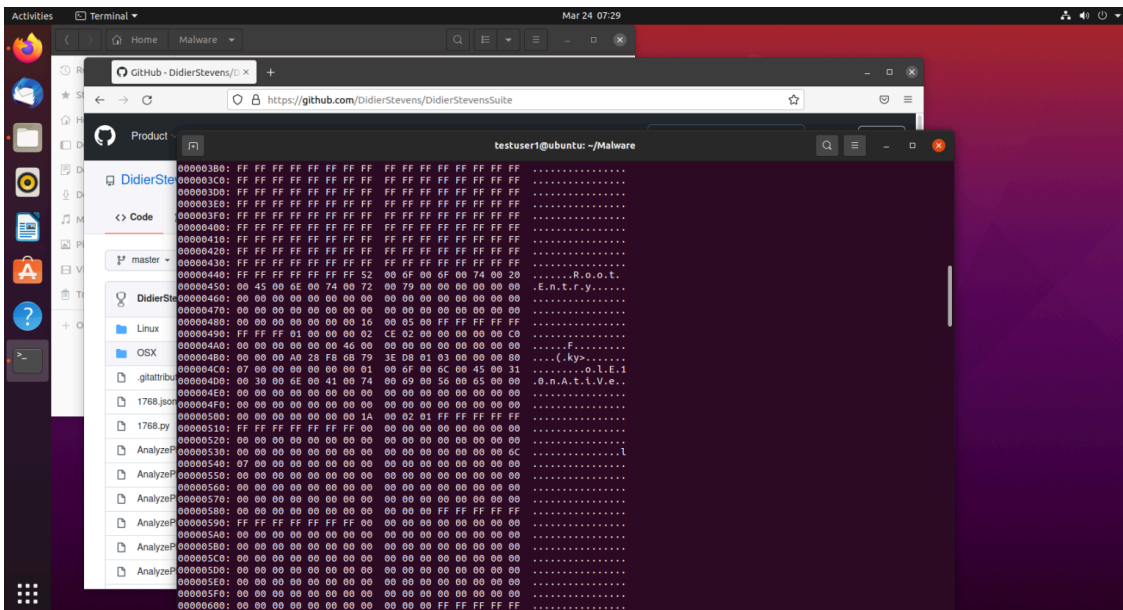 Activities
Terminal
Mar 24 07:29
Home Malware
GitHub - DidierStevens/D
https://github.com/DidierStevens/DidierStevensSuite
Product
testuser1@ubuntu: ~/Malware
DidierSte
<> Code
master
DidierSte
Linux
OSX
.gitattribu
1768.json
1768.py
AnalyzeP
AnalyzeP
AnalyzeP
AnalyzeP
AnalyzeP
AnalyzeP
000003B0: FF FF FF FF FF FF FF FF FF FF FF FF FF FF FF FF ................
000003C0: FF FF FF FF FF FF FF FF FF FF FF FF FF FF FF FF ................
000003D0: FF FF FF FF FF FF FF FF FF FF FF FF FF FF FF FF ................
000003E0: FF FF FF FF FF FF FF FF FF FF FF FF FF FF FF FF ................
000003F0: FF FF FF FF FF FF FF FF FF FF FF FF FF FF FF FF ................
00000400: FF FF FF FF FF FF FF FF FF FF FF FF FF FF FF FF ................
00000410: FF FF FF FF FF FF FF FF FF FF FF FF FF FF FF FF ................
00000420: FF FF FF FF FF FF FF FF FF FF FF FF FF FF FF FF ................
00000430: FF FF FF FF FF FF FF FF FF FF FF FF FF FF FF FF ................
00000440: FF FF FF FF FF FF FF 52 00 6F 00 6F 00 74 00 20 .......R.o.o.t. 
00000450: 00 45 00 6E 00 74 00 72 00 79 00 00 00 00 00 00 .E.n.t.r.y......
00000460: 00 00 00 00 00 00 00 00 00 00 00 00 00 00 00 00 ................
00000470: 00 00 00 00 00 00 00 00 00 00 00 00 00 00 00 00 ................
00000480: 00 00 00 00 00 00 00 16 00 05 00 FF FF FF FF FF ................
00000490: FF FF FF 01 00 00 00 02 CE 02 00 00 00 00 00 C0 ................
000004A0: 00 00 00 00 00 00 46 00 00 00 00 00 00 00 00 00 ......F.........
000004B0: 00 00 00 A0 28 F8 6B 79 3E D8 01 03 00 00 00 80 ....(.ky>.......
000004C0: 07 00 00 00 00 00 00 01 00 6F 00 6C 00 45 00 31 .........o.l.E.1
000004D0: 00 30 00 6E 00 41 00 74 00 69 00 56 00 65 00 00 .0.n.A.t.i.V.e..
000004E0: 00 00 00 00 00 00 00 00 00 00 00 00 00 00 00 00 ................
000004F0: 00 00 00 00 00 00 00 00 00 00 00 00 00 00 00 00 ................
00000500: 00 00 00 00 00 00 00 1A 00 02 01 FF FF FF FF FF ................
00000510: FF FF FF FF FF FF FF 00 00 00 00 00 00 00 00 00 ................
00000520: 00 00 00 00 00 00 00 00 00 00 00 00 00 00 00 00 ................
00000530: 00 00 00 00 00 00 00 00 00 00 00 00 00 00 00 6C ...............l
00000540: 07 00 00 00 00 00 00 00 00 00 00 00 00 00 00 00 ................
00000550: 00 00 00 00 00 00 00 00 00 00 00 00 00 00 00 00 ................
00000560: 00 00 00 00 00 00 00 00 00 00 00 00 00 00 00 00 ................
00000570: 00 00 00 00 00 00 00 00 00 00 00 00 00 00 00 00 ................
00000580: 00 00 00 00 00 00 00 00 00 00 00 FF FF FF FF FF ................
00000590: FF FF FF FF FF FF FF 00 00 00 00 00 00 00 00 00 ................
000005A0: 00 00 00 00 00 00 00 00 00 00 00 00 00 00 00 00 ................
000005B0: 00 00 00 00 00 00 00 00 00 00 00 00 00 00 00 00 ................
000005C0: 00 00 00 00 00 00 00 00 00 00 00 00 00 00 00 00 ................
000005D0: 00 00 00 00 00 00 00 00 00 00 00 00 00 00 00 00 ................
000005E0: 00 00 00 00 00 00 00 00 00 00 00 00 00 00 00 00 ................
000005F0: 00 00 00 00 00 00 00 00 00 00 00 00 00 00 00 00 ................
00000600: 00 00 00 00 00 00 00 00 00 00 00 FF FF FF FF FF ................